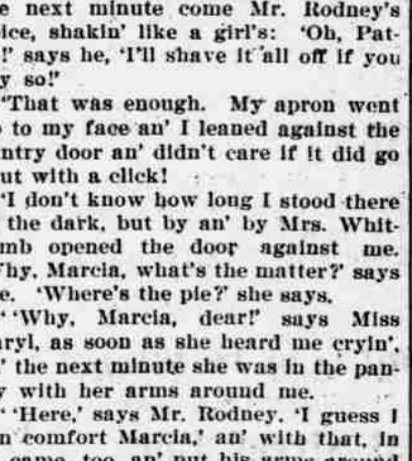 e next minute come Mr. Rodney's
ice, shakin' like a girl's: 'Oh, Pat-
!' says he, 'I'll shave it all off if you
y so!'
'That was enough. My apron went
to my face an' I leaned against the
ntry door an' didn't care if it did go
ut with a click!
'I don't know how long I stood there
the dark, but by an' by Mrs. Whit-
mb opened the door against me.
hy, Marcia, what's the matter?' says
e. 'Where's the pie?' she says.
"'Why, Marcia, dear!' says Miss
ryl, as soon as she heard me cryin',
' the next minute she was in the pan-
y with her arms around me.
"'Here,' says Mr. Rodney, 'I guess I
n comfort Marcia,' an' with that, in
came, too, an' put his arms around